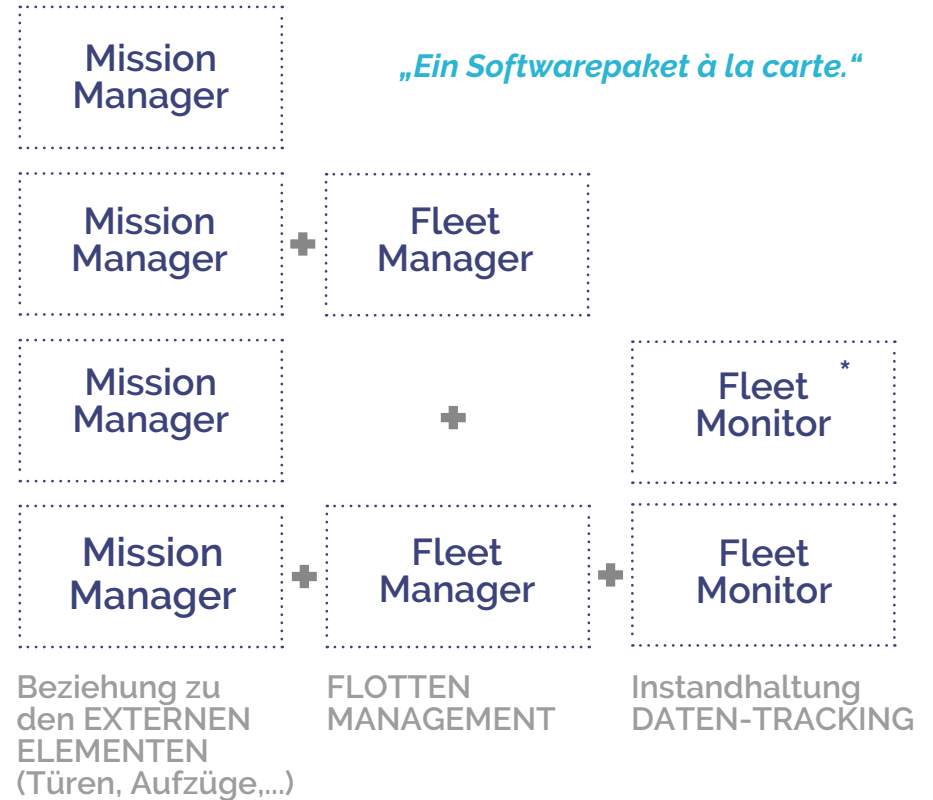 Mission
Manager
„Ein Softwarepaket à la carte.“
Mission
Manager
Fleet
Manager
Mission
Manager
Fleet *
Monitor
Mission
Manager
Fleet
Manager
Fleet
Monitor
Beziehung zu
den EXTERNEN
ELEMENTEN
(Türen, Aufzüge,...)
FLOTTEN
MANAGEMENT
Instandhaltung
DATEN-TRACKING